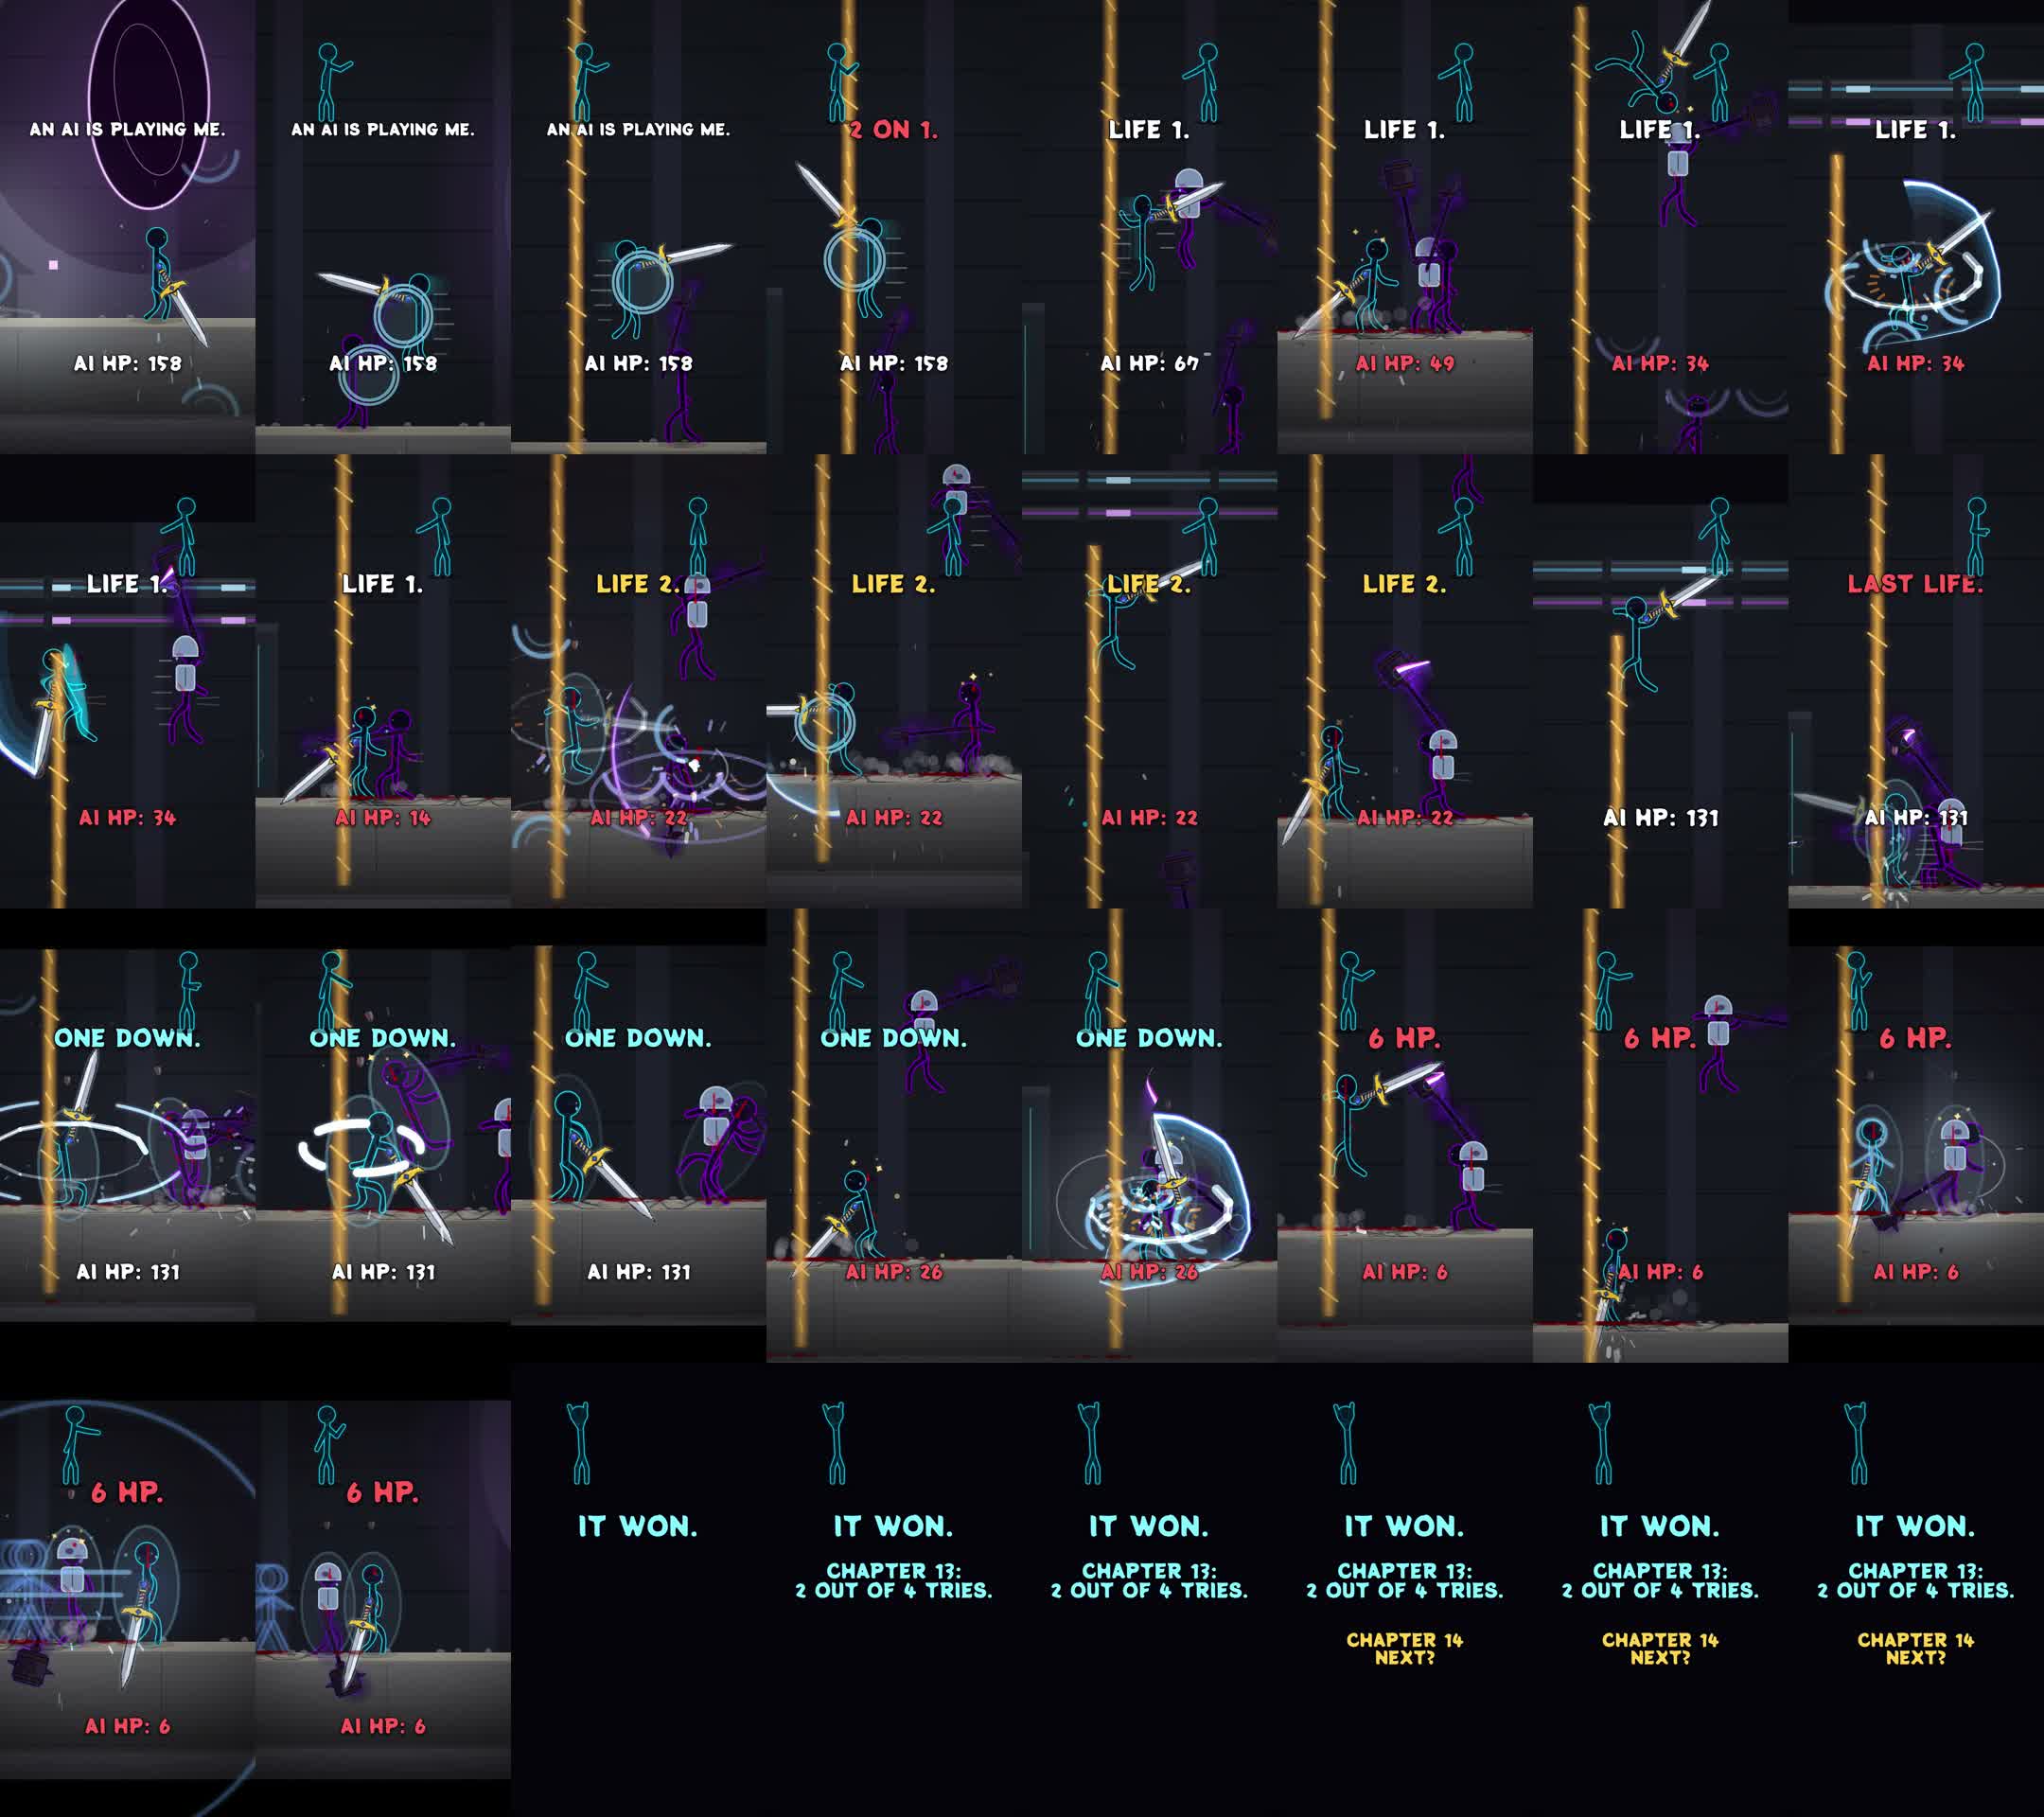 AN AI IS PLAYING ME.
AN AI IS PLAYING ME.
AN AI IS PLAYING ME.
2 ON 1.
LIFE 1.
LIFE 1.
LIFE 1.
LIFE 1.
AI HP: 158
AI HP: 158
AI HP: 158
AI HP: 158
AI HP: 67
AI HP: 49
AI HP: 34
AI HP: 34
LIFE 1.
LIFE 1.
LIFE 2.
LIFE 2.
LIFE 2.
LIFE 2.
LAST LIFE.
AI HP: 34
AI HP: 14
AI HP: 22
AI HP: 22
AI HP: 22
AI HP: 22
AI HP: 131
AI HP: 131
ONE DOWN.
ONE DOWN.
ONE DOWN.
ONE DOWN.
ONE DOWN.
6 HP.
6 HP.
6 HP.
AI HP: 131
AI HP: 131
AI HP: 131
AI HP: 26
AI HP: 26
AI HP: 6
AI HP: 6
AI HP: 6
6 HP.
6 HP.
AI HP: 6
AI HP: 6
IT WON.
IT WON.
CHAPTER 13:
2 OUT OF 4 TRIES.
IT WON.
CHAPTER 13:
2 OUT OF 4 TRIES.
IT WON.
CHAPTER 13:
2 OUT OF 4 TRIES.
CHAPTER 14
NEXT?
IT WON.
CHAPTER 13:
2 OUT OF 4 TRIES.
CHAPTER 14
NEXT?
IT WON.
CHAPTER 13:
2 OUT OF 4 TRIES.
CHAPTER 14
NEXT?